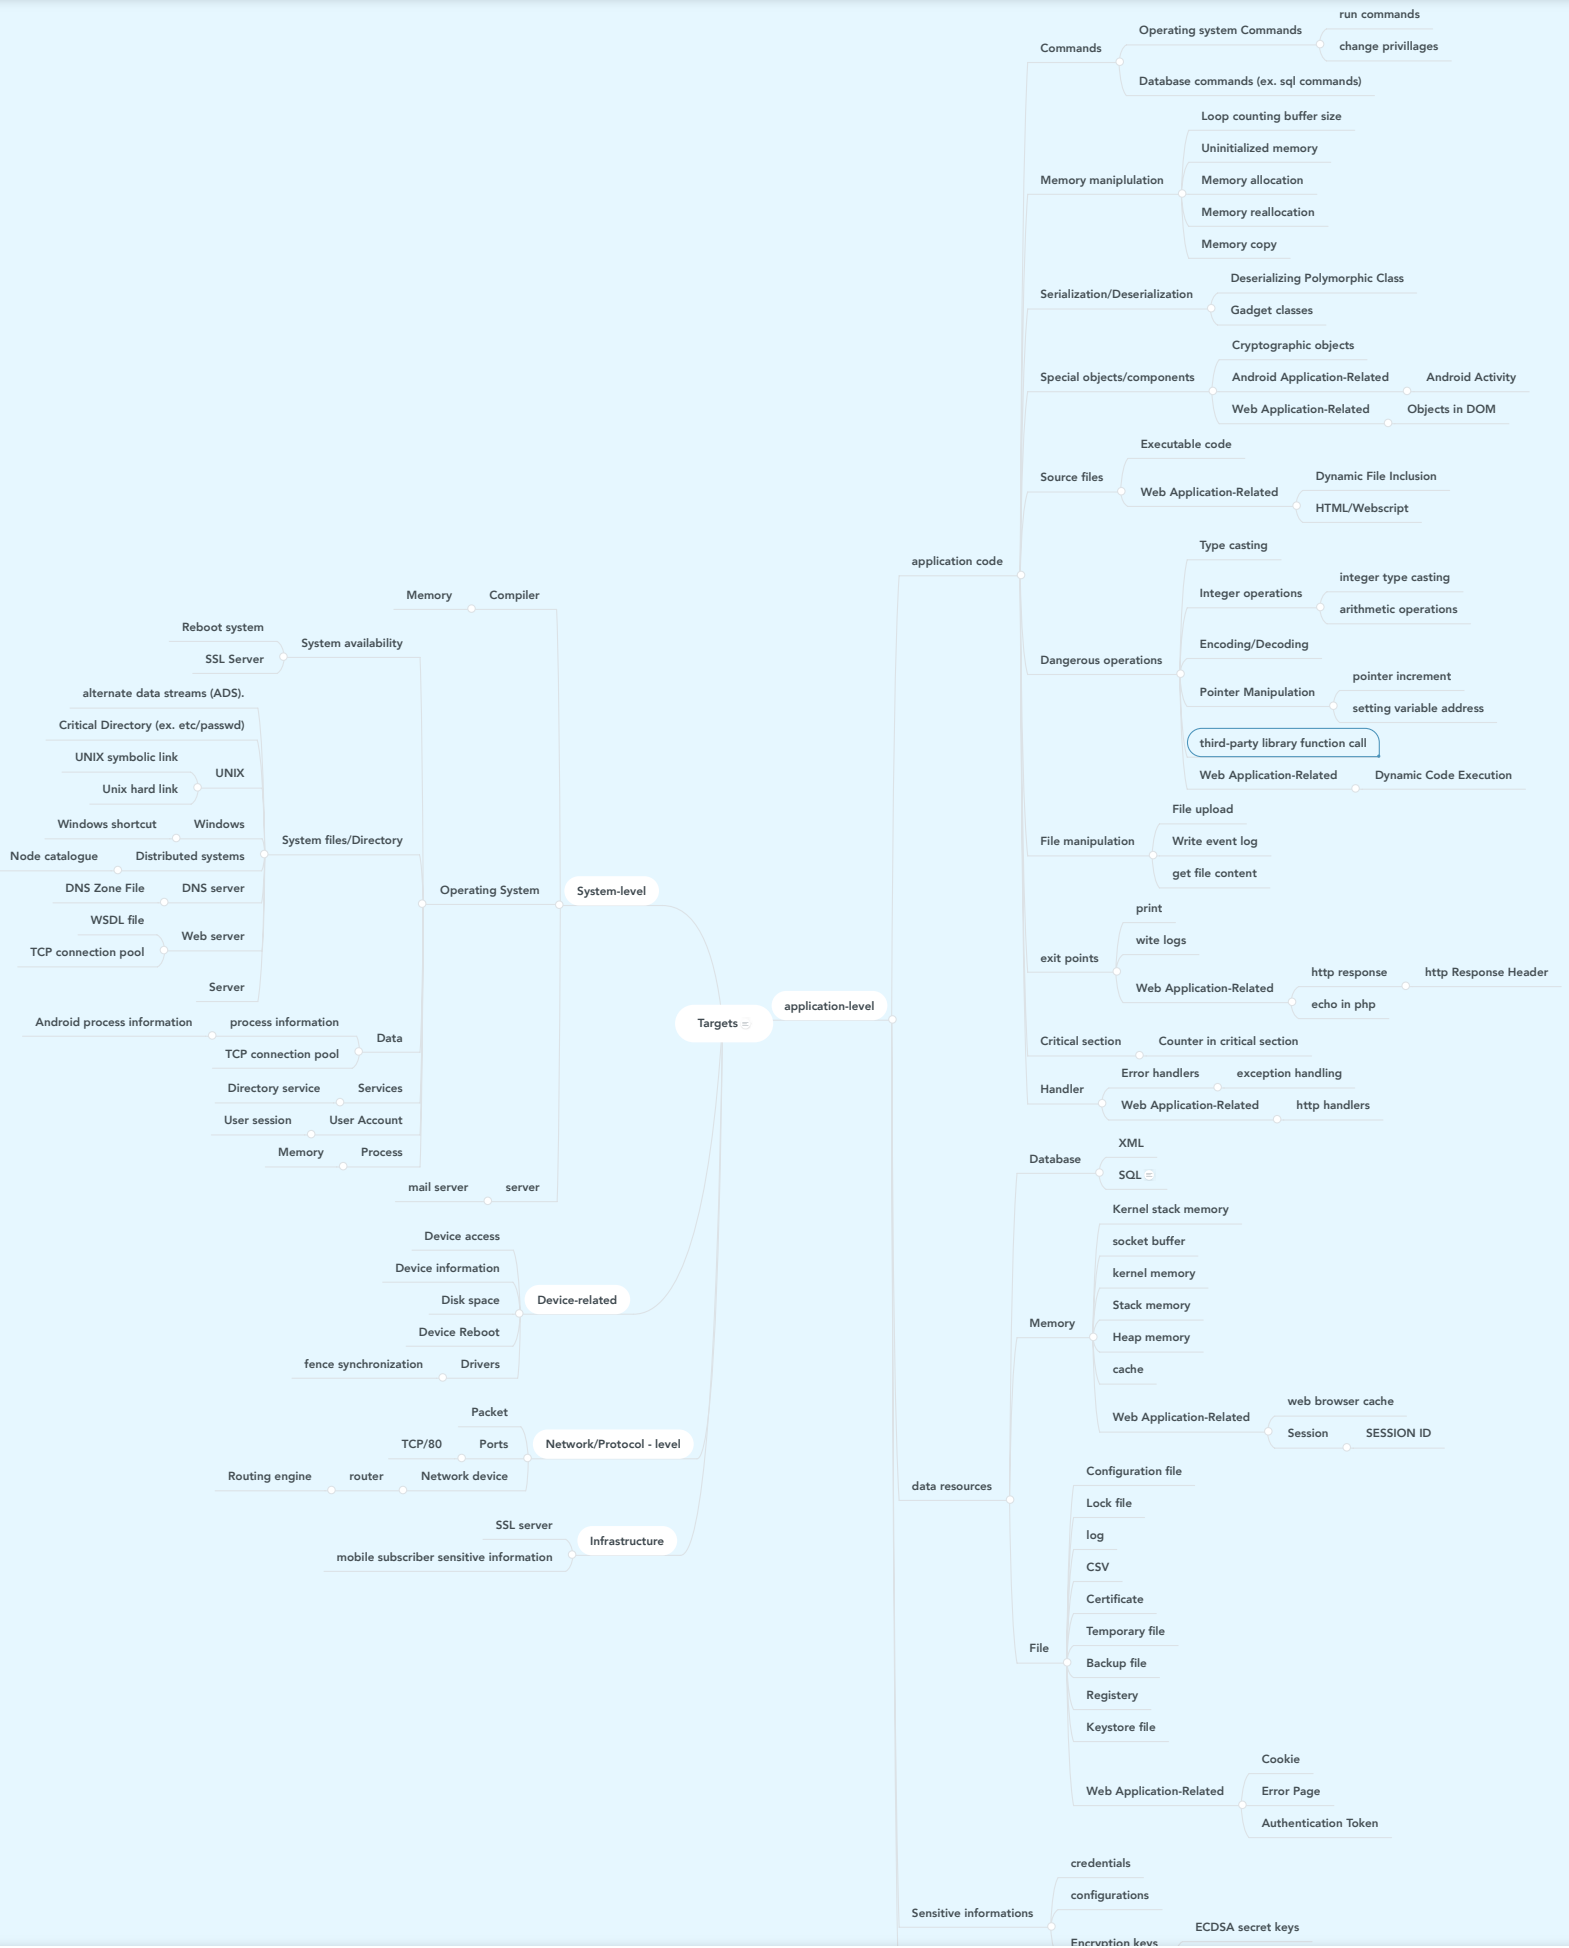 Targets
application-level
application code
Commands
Operating system Commands
run commands
change privillages
Database commands (ex. sql commands)
Memory maniplulation
Loop counting buffer size
Uninitialized memory
Memory allocation
Memory reallocation
Memory copy
Serialization/Deserialization
Deserializing Polymorphic Class
Gadget classes
Special objects/components
Cryptographic objects
Android Application-Related
Android Activity
Web Application-Related
Objects in DOM
Source files
Executable code
Web Application-Related
Dynamic File Inclusion
HTML/Webscript
Dangerous operations
Type casting
Integer operations
integer type casting
arithmetic operations
Encoding/Decoding
Pointer Manipulation
pointer increment
setting variable address
third-party library function call
Web Application-Related
Dynamic Code Execution
File manipulation
File upload
Write event log
get file content
exit points
print
wite logs
Web Application-Related
http response
http Response Header
echo in php
Critical section
Counter in critical section
Handler
Error handlers
exception handling
Web Application-Related
http handlers
data resources
Database
XML
SQL
Memory
Kernel stack memory
socket buffer
kernel memory
Stack memory
Heap memory
cache
Web Application-Related
web browser cache
Session
SESSION ID
File
Configuration file
Lock file
log
CSV
Certificate
Temporary file
Backup file
Registery
Keystore file
Web Application-Related
Cookie
Error Page
Authentication Token
Sensitive informations
credentials
configurations
Encryption keys
ECDSA secret keys
System-level
Compiler
Memory
Operating System
System availability
Reboot system
SSL Server
System files/Directory
alternate data streams (ADS).
Critical Directory (ex. etc/passwd)
UNIX
UNIX symbolic link
Unix hard link
Windows
Windows shortcut
Distributed systems
Node catalogue
DNS server
DNS Zone File
Web server
WSDL file
TCP connection pool
Server
Data
process information
Android process information
TCP connection pool
Services
Directory service
User Account
User session
Process
Memory
server
mail server
Device-related
Device access
Device information
Disk space
Device Reboot
Drivers
fence synchronization
Network/Protocol - level
Packet
Ports
TCP/80
Network device
router
Routing engine
Infrastructure
SSL server
mobile subscriber sensitive information